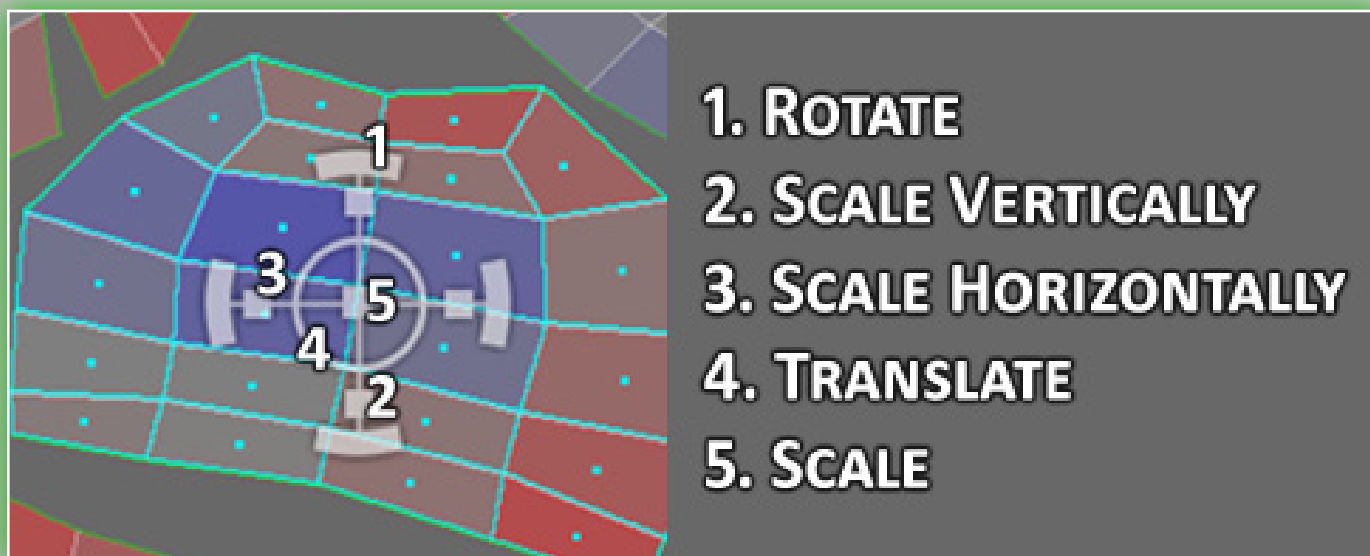 1
3
5
4
2
1. ROTATE
2. SCALE VERTICALLY
3. SCALE HORIZONTALLY
4. TRANSLATE
5. SCALE